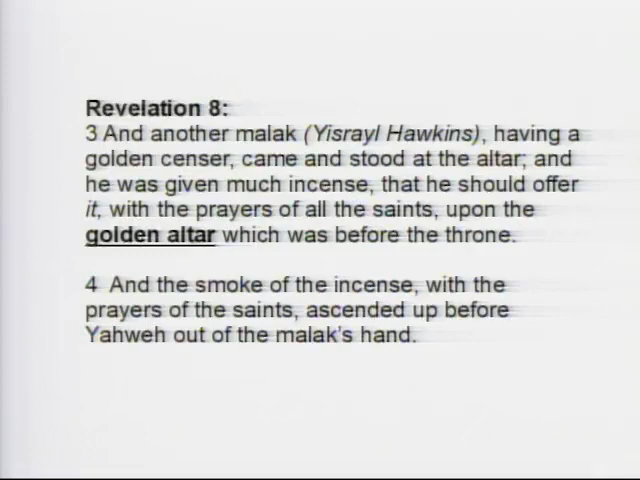 Revelation 8:
3 And another malak (Yisrayl Hawkins), having a
golden censer, came and stood at the altar; and
he was given much incense, that he should offer
it, with the prayers of all the saints, upon the
golden altar which was before the throne.
4 And the smoke of the incense, with the
prayers of the saints, ascended up before
Yahweh out of the malak's hand.